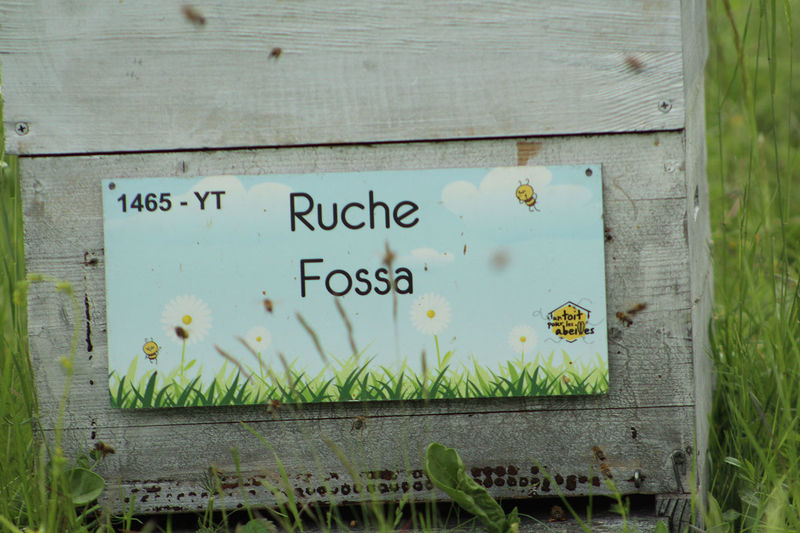 1465 - YT
Ruche
Fossa
un toit
pour les
abeilles